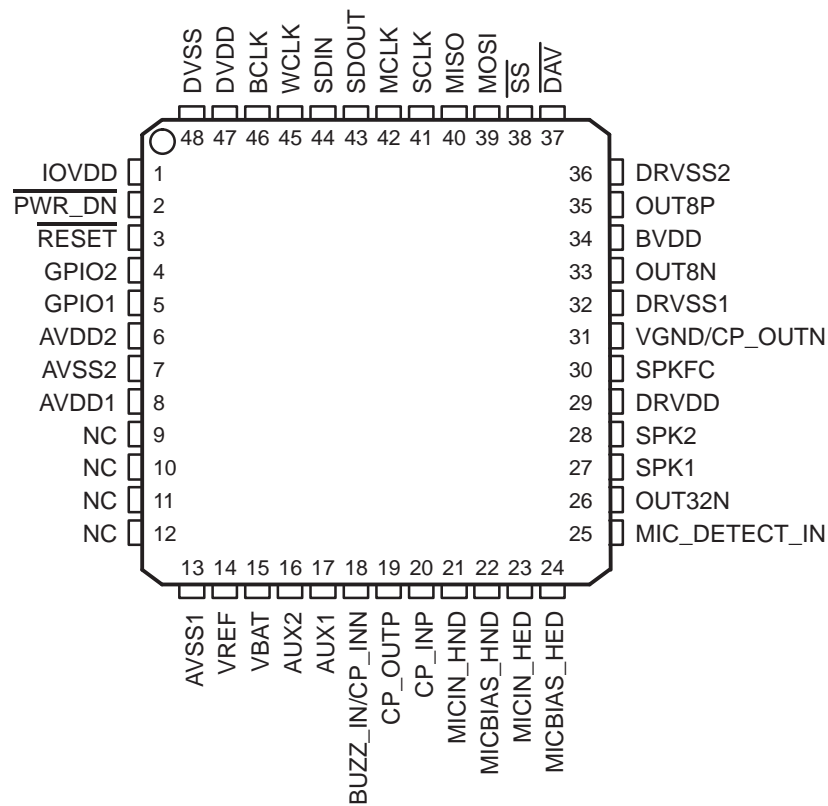 DVSS DVDD BCLK WCLK SDIN SDOUT MCLK SCLK MISO MOSI SS DAV
48 47 46 45 44 43 42 41 40 39 38 37
IOVDD 1 36 DRVSS2
PWR_DN 2 35 OUT8P
RESET 3 34 BVDD
GPIO2 4 33 OUT8N
GPIO1 5 32 DRVSS1
AVDD2 6 31 VGND/CP_OUTN
AVSS2 7 30 SPKFC
AVDD1 8 29 DRVDD
NC 9 28 SPK2
NC 10 27 SPK1
NC 11 26 OUT32N
NC 12 25 MIC_DETECT_IN
13 14 15 16 17 18 19 20 21 22 23 24
AVSS1 VREF VBAT AUX2 AUX1 BUZZ_IN/CP_INN CP_OUTP CP_INP MICIN_HND MICBIAS_HND MICIN_HED MICBIAS_HED